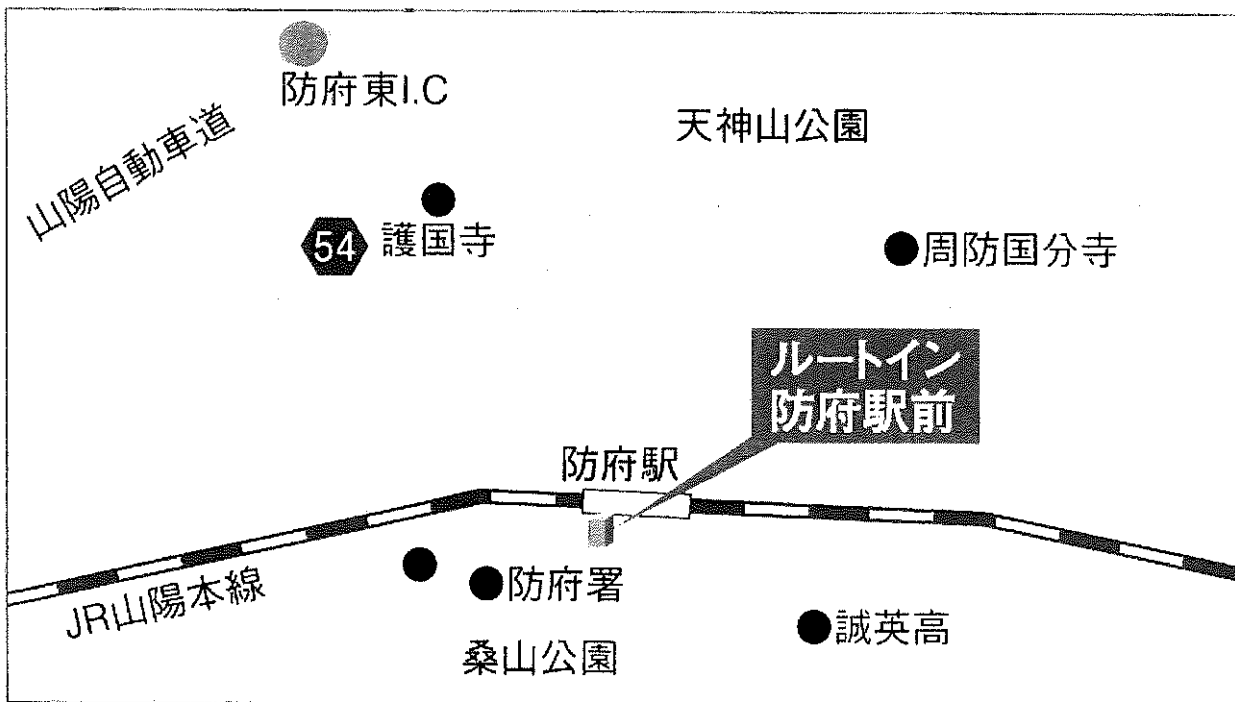 防府東I.C
天神山公園
山陽自動車道
54
護国寺
周防国分寺
ルートイン
防府駅前
防府駅
JR山陽本線
防府署
誠英高
桑山公園